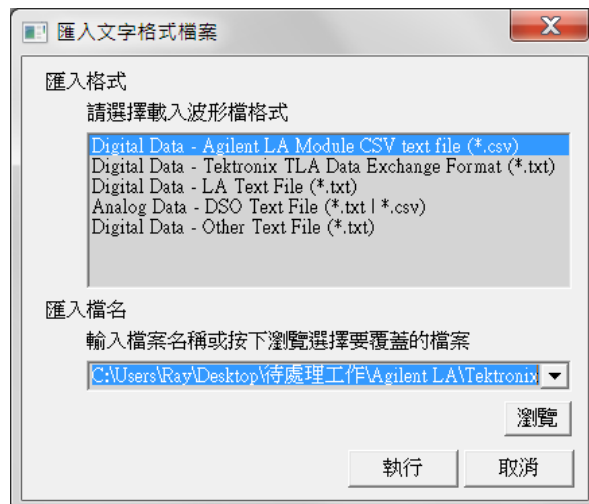 匯入文字格式檔案
匯入格式
請選擇載入波形檔格式
Digital Data - Agilent LA Module CSV text file (*.csv)
Digital Data - Tektronix TLA Data Exchange Format (*.txt)
Digital Data - LA Text File (*.txt)
Analog Data - DSO Text File (*.txt | *.csv)
Digital Data - Other Text File (*.txt)
匯入檔名
輸入檔案名稱或按下瀏覽選擇要覆蓋的檔案
C:\Users\Ray\Desktop\待處理工作\Agilent LA\Tektronix
瀏覽
執行 取消